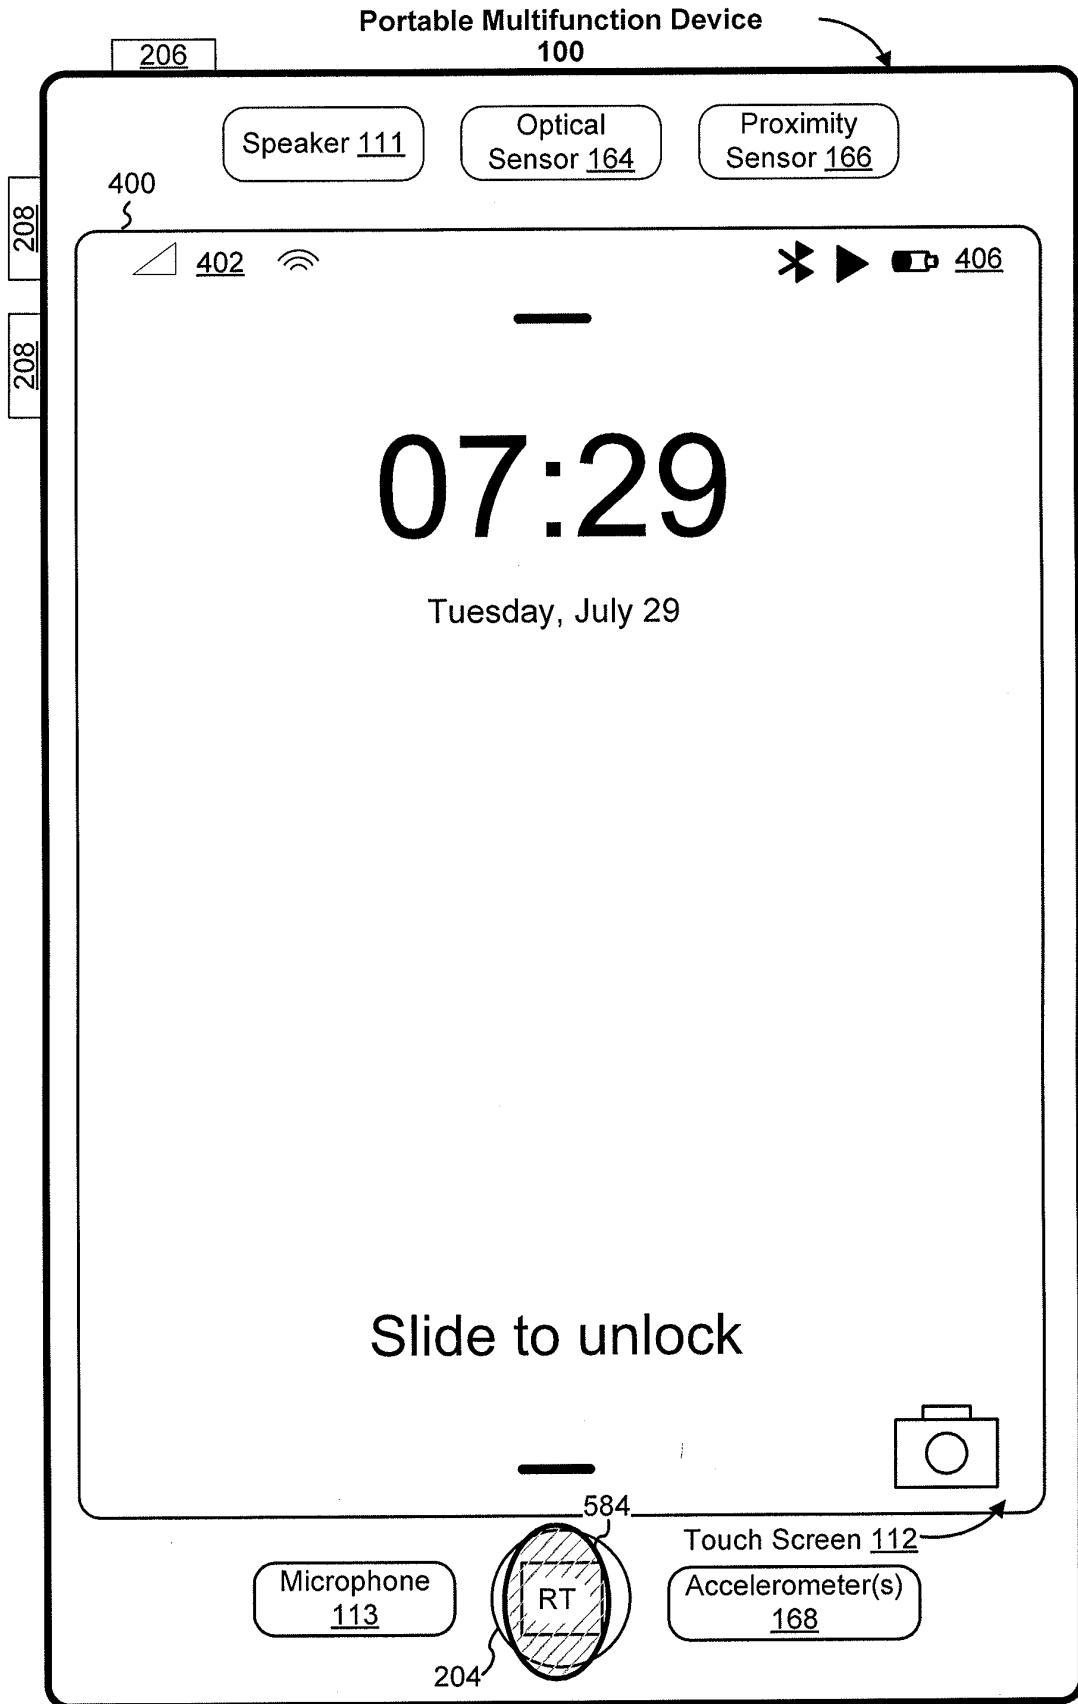 Portable Multifunction Device
100
206
Speaker 111
Optical
Sensor 164
Proximity
Sensor 166
400
208
402
406
208
07:29
Tuesday, July 29
Slide to unlock
584
Touch Screen 112
Microphone
113
RT
Accelerometer(s)
168
204